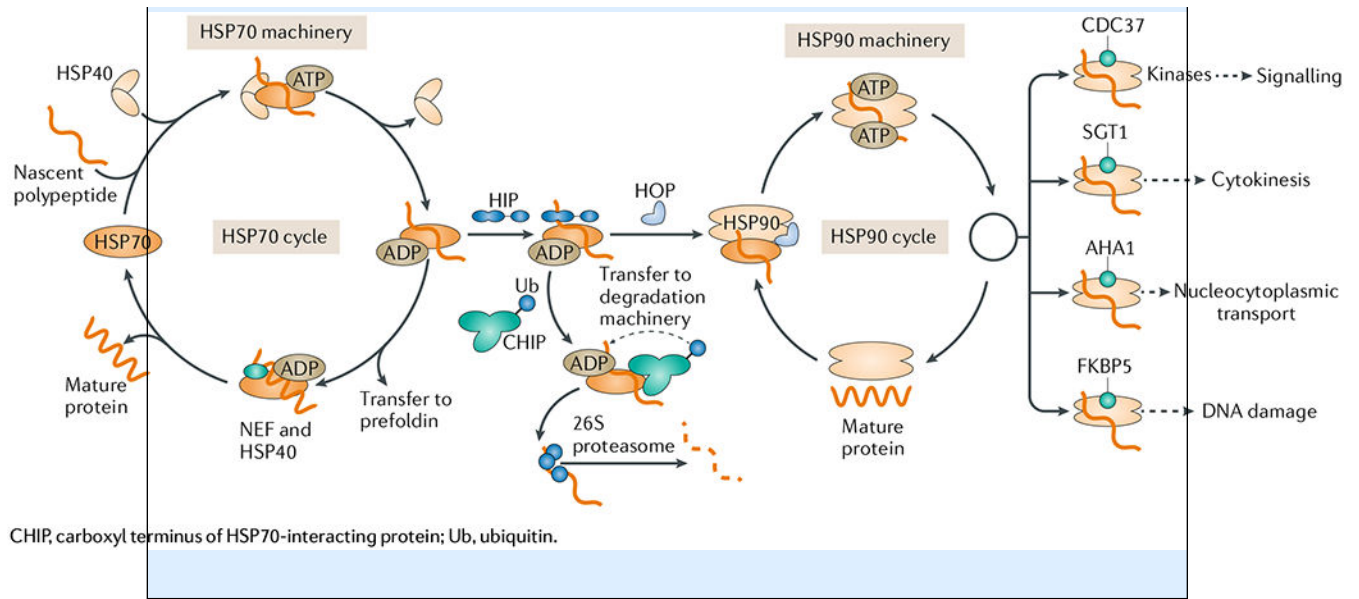 HSP70 machinery
HSP40
ATP
Nascent
polypeptide
HSP70
HSP70 cycle
ADP
Mature
protein
ADP
NEF and
HSP40
Transfer to
prefoldin
HIP
ADP
HOP
Ub
CHIP
Transfer to
degradation
machinery
ADP
26S
proteasome
HSP90 machinery
ATP
ATP
HSP90
HSP90 cycle
Mature
protein
CDC37
Kinases
Signalling
SGT1
Cytokinesis
AHA1
Nucleocytoplasmic
transport
FKBP5
DNA damage
CHIP, carboxyl terminus of HSP70-interacting protein; Ub, ubiquitin.